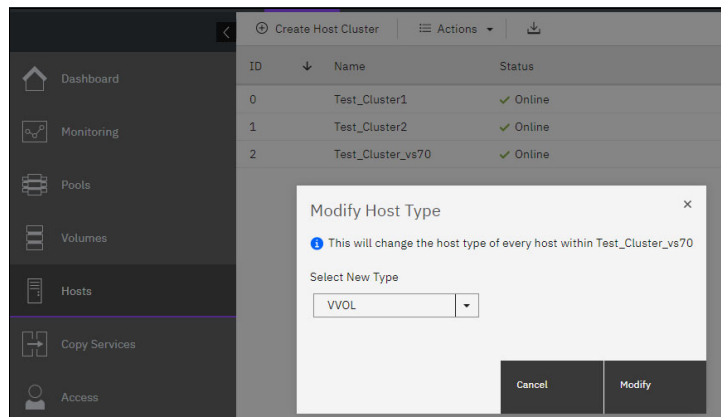 Create Host Cluster Actions
ID Name Status
0 Test_Cluster1 Online
1 Test_Cluster2 Online
2 Test_Cluster_vs70 Online
Dashboard
Monitoring
Pools
Volumes
Hosts
Copy Services
Access
Modify Host Type
This will change the host type of every host within Test_Cluster_vs70
Select New Type
VVOL
Cancel Modify